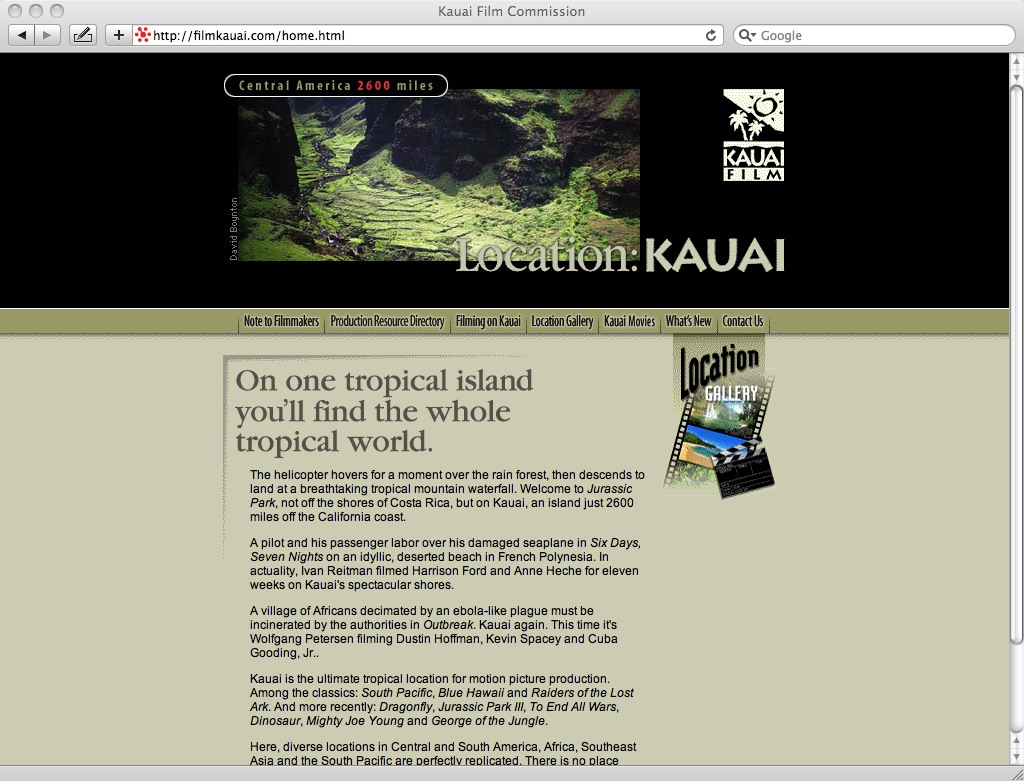 Kauai Film Commission
http://filmkauai.com/home.html
Google
Central America 2600 miles
KAUAI
FILM
David Boynton
Location: KAUAI
Note to Filmmakers
Production Resource Directory
Filming on Kauai
Location Gallery
Kauai Movies
What's New
Contact Us
Location
GALLERY
On one tropical island
you'll find the whole
tropical world.
The helicopter hovers for a moment over the rain forest, then descends to
land at a breathtaking tropical mountain waterfall. Welcome to Jurassic
Park, not off the shores of Costa Rica, but on Kauai, an island just 2600
miles off the California coast.
A pilot and his passenger labor over his damaged seaplane in Six Days,
Seven Nights on an idyllic, deserted beach in French Polynesia. In
actuality, Ivan Reitman filmed Harrison Ford and Anne Heche for eleven
weeks on Kauai's spectacular shores.
A village of Africans decimated by an ebola-like plague must be
incinerated by the authorities in Outbreak. Kauai again. This time it's
Wolfgang Petersen filming Dustin Hoffman, Kevin Spacey and Cuba
Gooding, Jr..
Kauai is the ultimate tropical location for motion picture production.
Among the classics: South Pacific, Blue Hawaii and Raiders of the Lost
Ark. And more recently: Dragonfly, Jurassic Park III, To End All Wars,
Dinosaur, Mighty Joe Young and George of the Jungle.
Here, diverse locations in Central and South America, Africa, Southeast
Asia and the South Pacific are perfectly replicated. There is no place